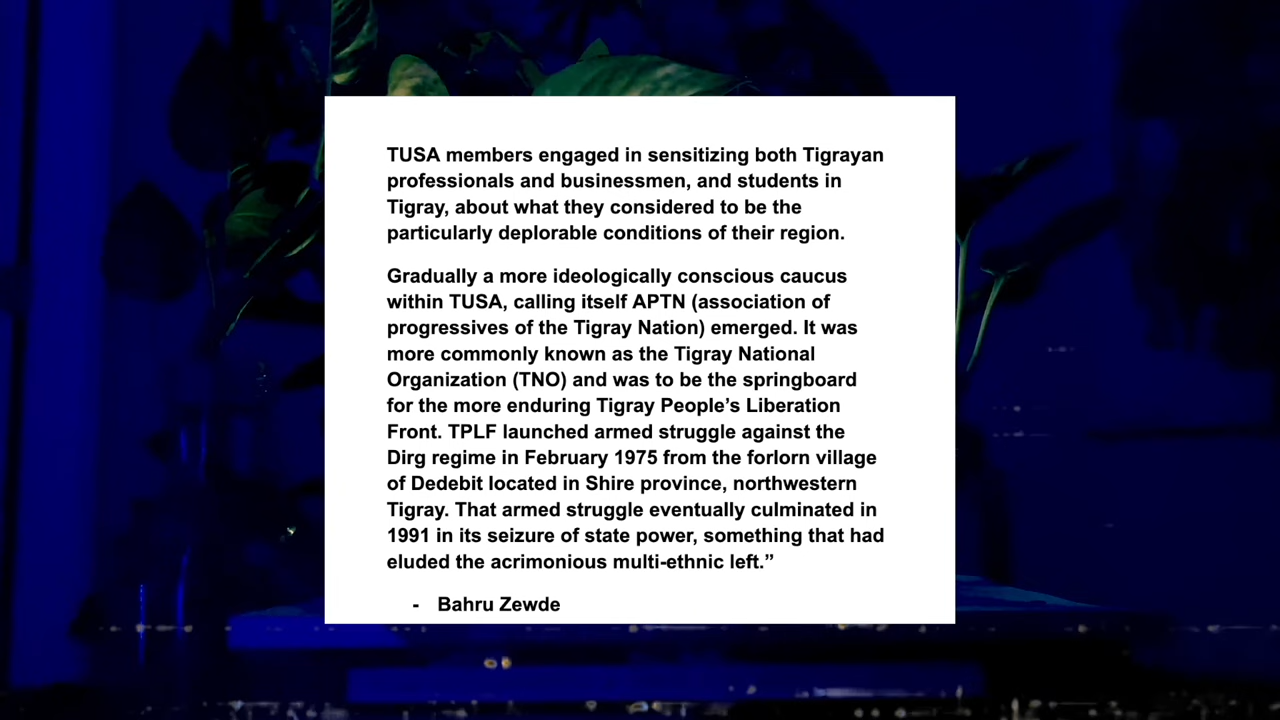 TUSA members engaged in sensitizing both Tigrayan
professionals and businessmen, and students in
Tigray, about what they considered to be the
particularly deplorable conditions of their region.
Gradually a more ideologically conscious caucus
within TUSA, calling itself APTN (association of
progressives of the Tigray Nation) emerged. It was
more commonly known as the Tigray National
Organization (TNO) and was to be the springboard
for the more enduring Tigray People’s Liberation
Front. TPLF launched armed struggle against the
Dirg regime in February 1975 from the forlorn village
of Dedebit located in Shire province, northwestern
Tigray. That armed struggle eventually culminated in
1991 in its seizure of state power, something that had
eluded the acrimonious multi-ethnic left.”
- Bahru Zewde